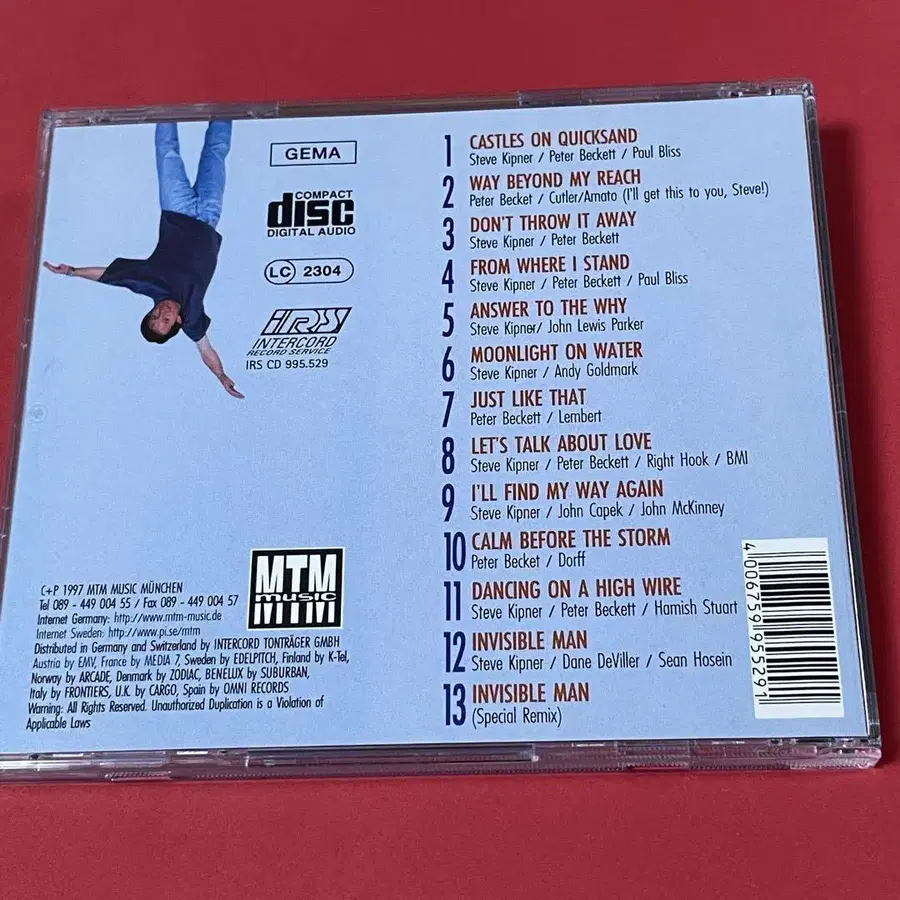 GEMA
COMPACT
disc
DIGITAL AUDIO
LC 2304
iRS
INTERCORD
RECORD SERVICE
IRS CD 995.529
1 CASTLES ON QUICKSAND
Steve Kipner / Peter Beckett / Paul Bliss
2 WAY BEYOND MY REACH
Peter Becket / Cutler/Amato (I'll get this to you, Steve!)
3 DON'T THROW IT AWAY
Steve Kipner / Peter Beckett
4 FROM WHERE I STAND
Steve Kipner / Peter Beckett / Paul Bliss
5 ANSWER TO THE WHY
Steve Kipner/ John Lewis Parker
6 MOONLIGHT ON WATER
Steve Kipner / Andy Goldmark
7 JUST LIKE THAT
Peter Beckett / Lembert
8 LET'S TALK ABOUT LOVE
Steve Kipner / Peter Beckett / Right Hook / BMI
9 I'LL FIND MY WAY AGAIN
Steve Kipner / John Capek / John McKinney
10 CALM BEFORE THE STORM
Peter Becket / Dorff
11 DANCING ON A HIGH WIRE
Steve Kipner / Peter Beckett / Hamish Stuart
12 INVISIBLE MAN
Steve Kipner / Dane DeViller / Sean Hosein
13 INVISIBLE MAN
(Special Remix)
MTM
music
MTM
C+P 1997 MTM MUSIC MÜNCHEN
Tel 089 - 449 004 55 / Fax 089 - 449 004 57
Internet Germany: http://www.mtm-music.de
Internet Sweden: http://www.pi.se/mtm
Distributed in Germany and Switzerland by INTERCORD TONTRÄGER GMBH
Austria by EMV, France by MEDIA 7, Sweden by EDELPITCH, Finland by K-Tel,
Norway by ARCADE, Denmark by ZODIAC, BENELUX by SUBURBAN,
Italy by FRONTIERS, U.K. by CARGO, Spain by OMNI RECORDS
Warning: All Rights Reserved. Unauthorized Duplication is a Violation of
Applicable Laws
4 006759 955291